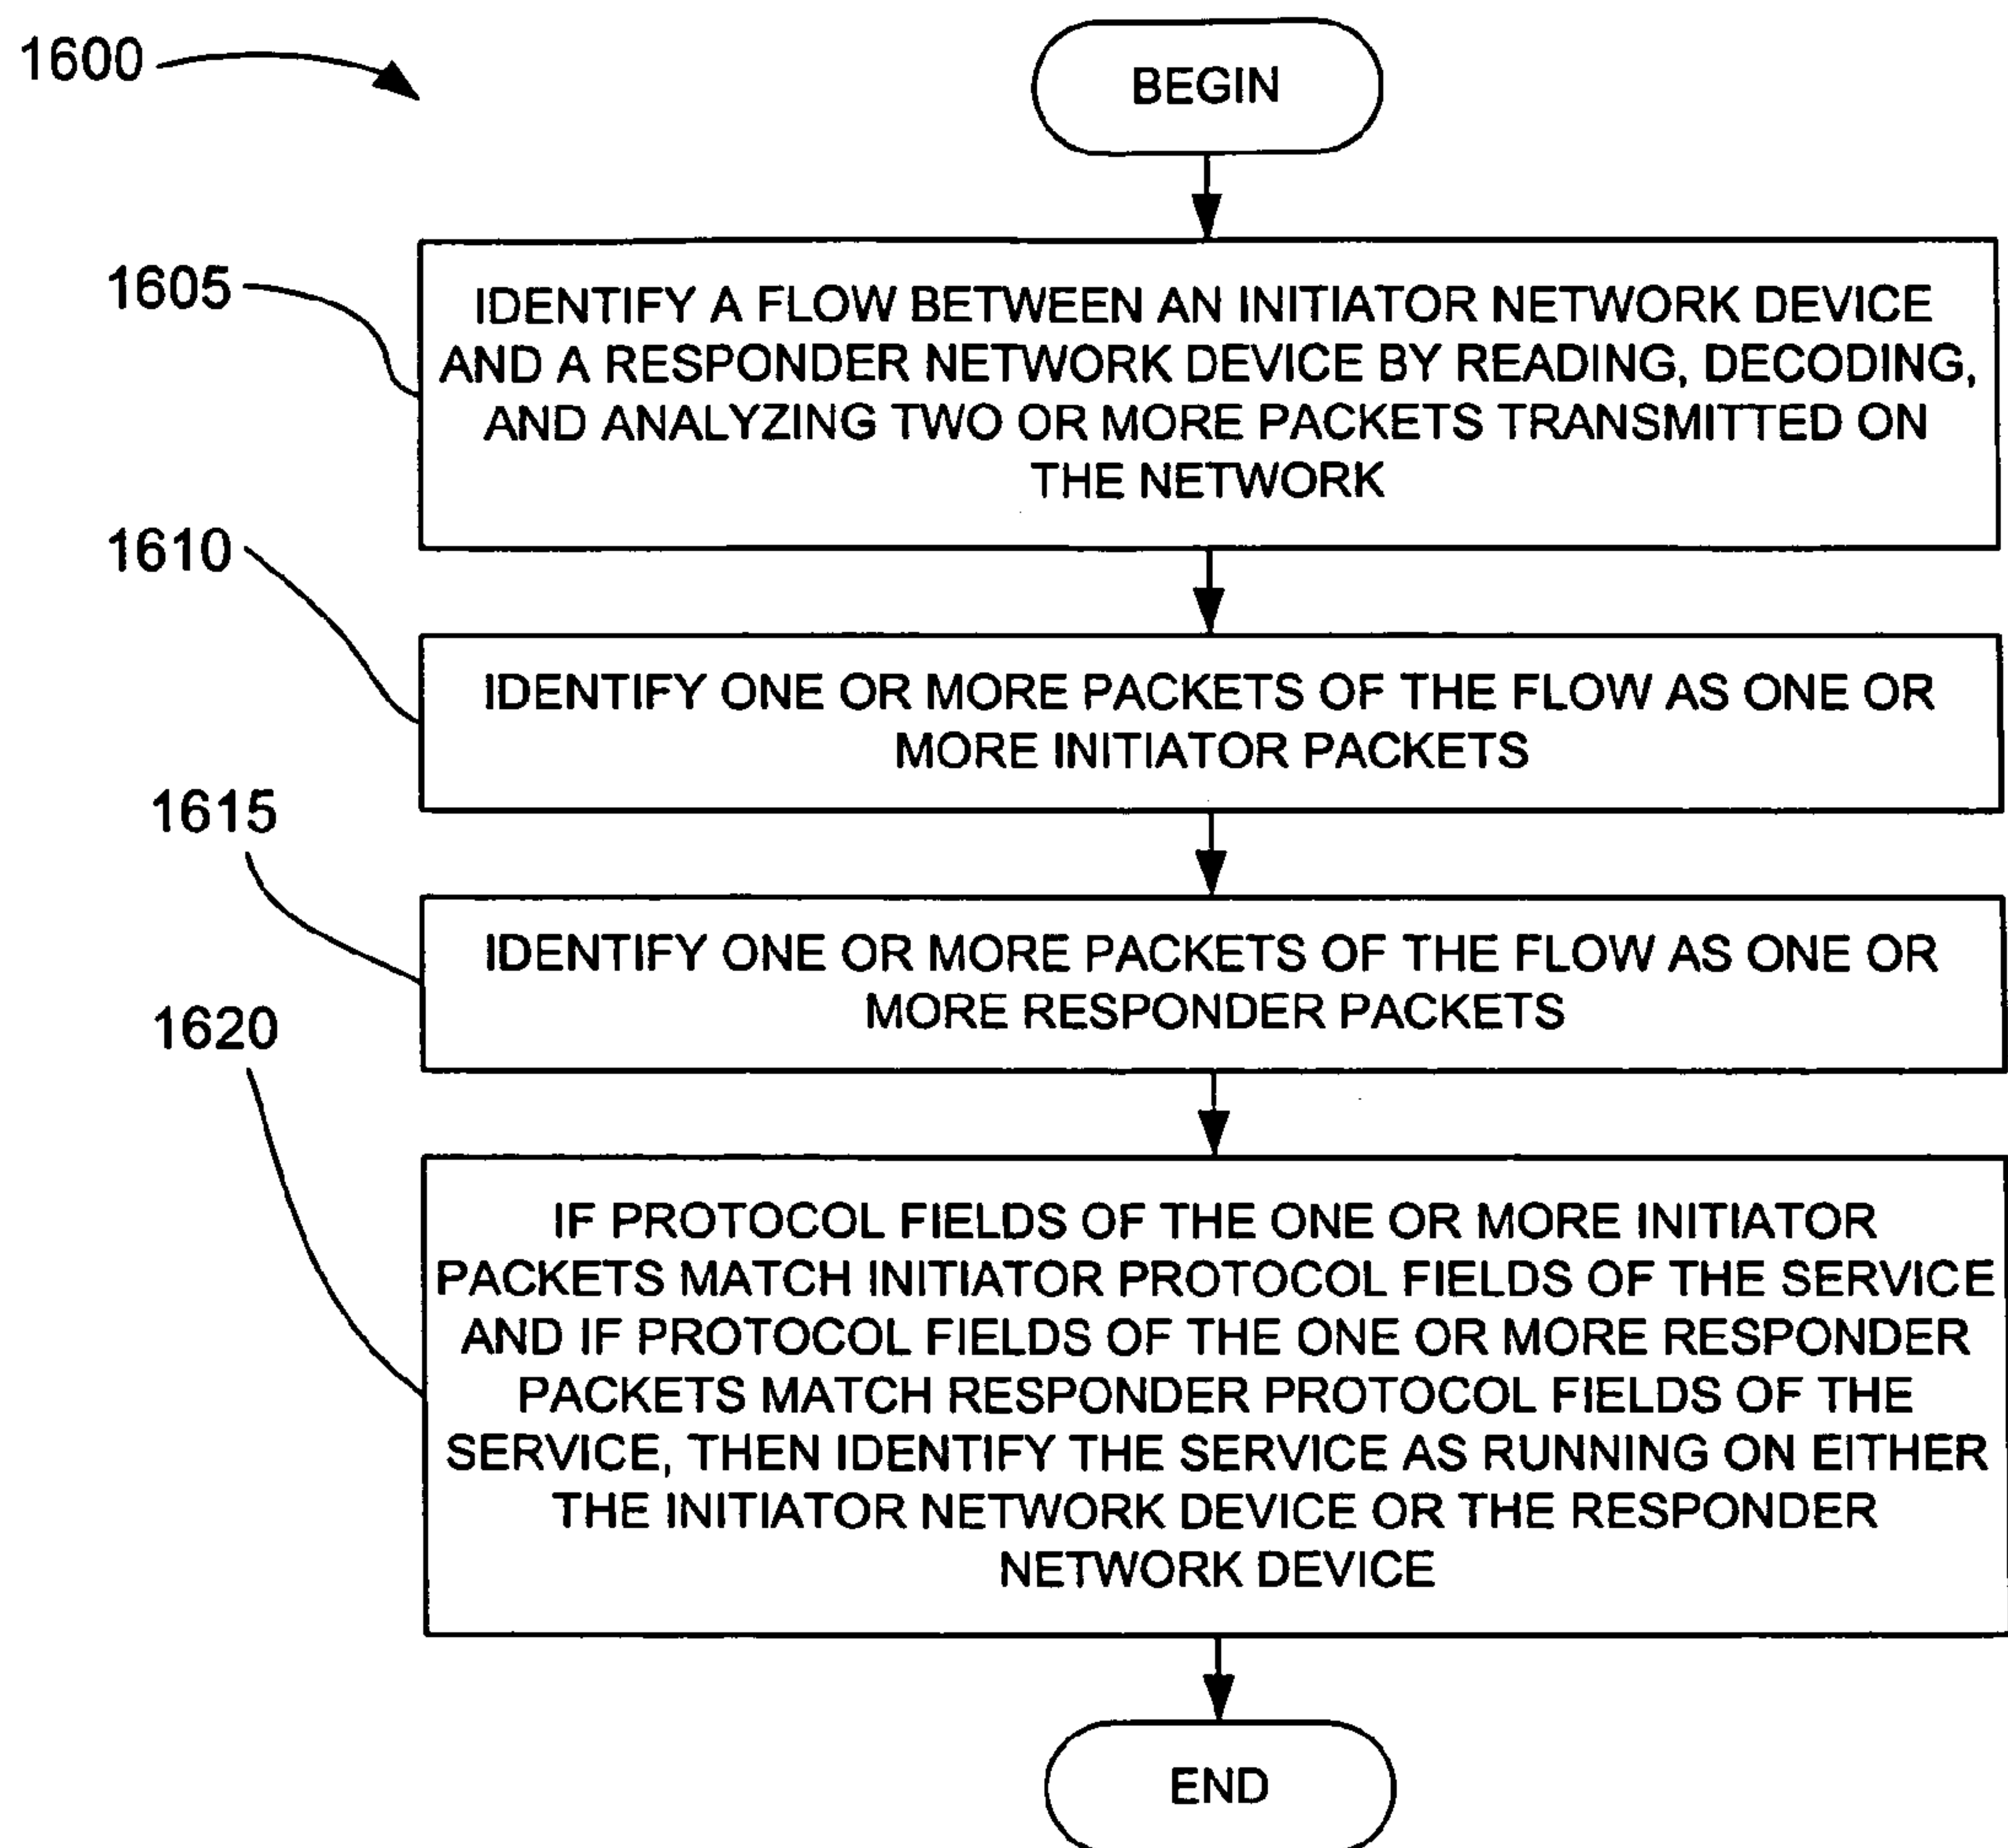 1600
BEGIN
1605
IDENTIFY A FLOW BETWEEN AN INITIATOR NETWORK DEVICE
AND A RESPONDER NETWORK DEVICE BY READING, DECODING,
AND ANALYZING TWO OR MORE PACKETS TRANSMITTED ON
THE NETWORK
1610
IDENTIFY ONE OR MORE PACKETS OF THE FLOW AS ONE OR
MORE INITIATOR PACKETS
1615
IDENTIFY ONE OR MORE PACKETS OF THE FLOW AS ONE OR
MORE RESPONDER PACKETS
1620
IF PROTOCOL FIELDS OF THE ONE OR MORE INITIATOR
PACKETS MATCH INITIATOR PROTOCOL FIELDS OF THE SERVICE
AND IF PROTOCOL FIELDS OF THE ONE OR MORE RESPONDER
PACKETS MATCH RESPONDER PROTOCOL FIELDS OF THE
SERVICE, THEN IDENTIFY THE SERVICE AS RUNNING ON EITHER
THE INITIATOR NETWORK DEVICE OR THE RESPONDER
NETWORK DEVICE
END